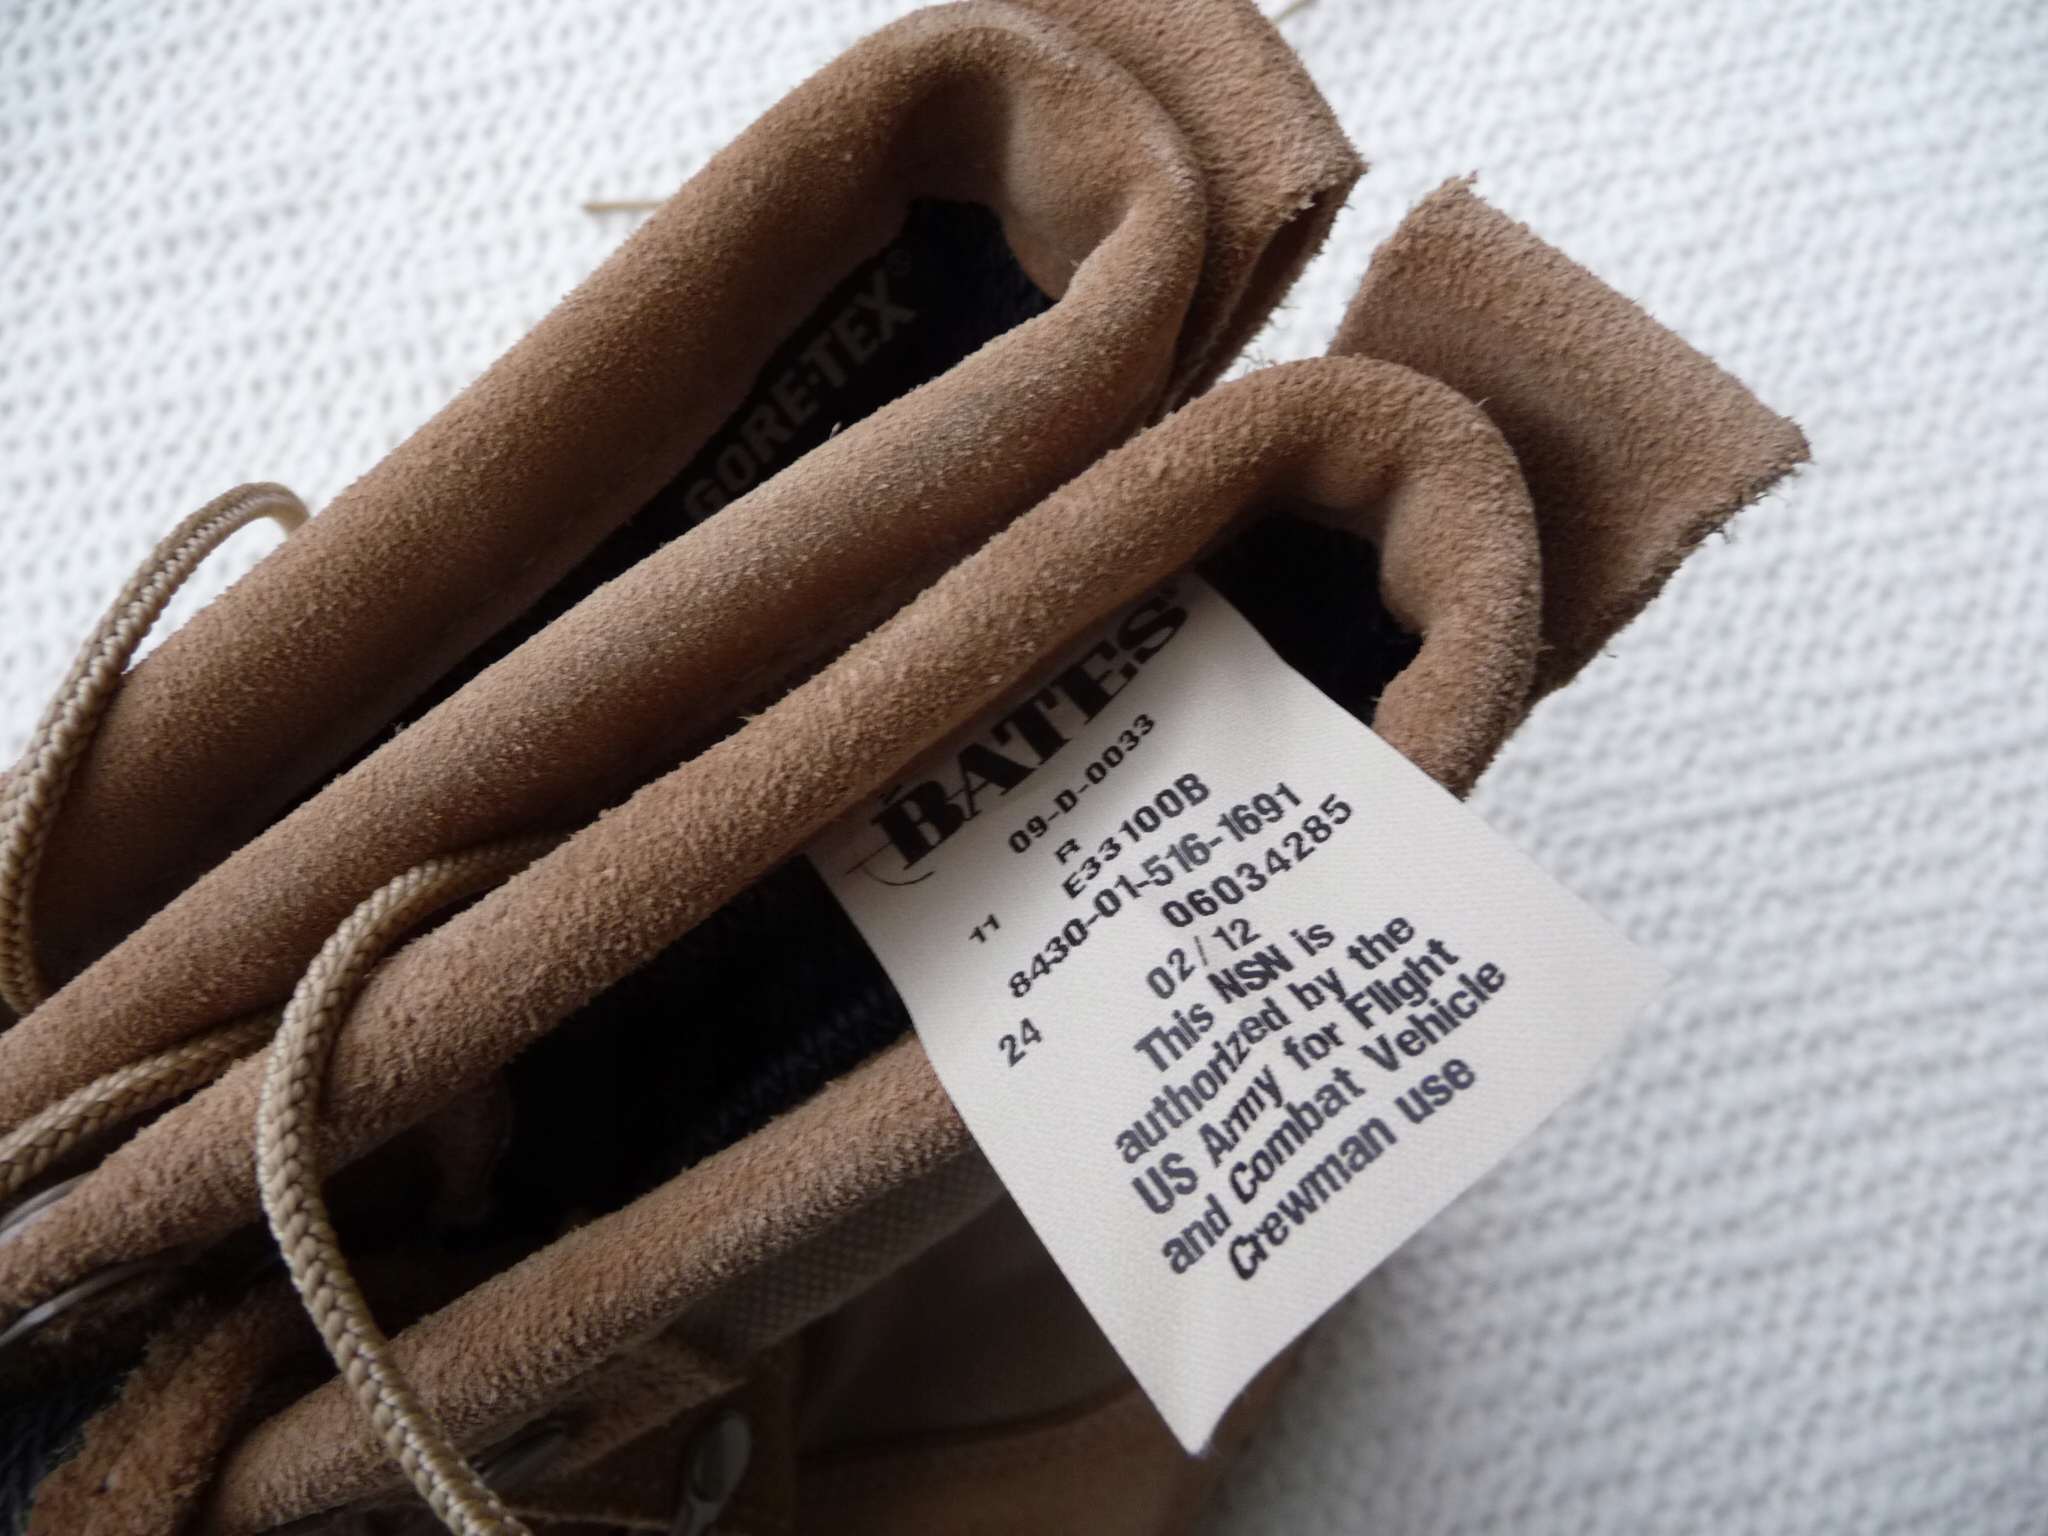 GORE-TEX®
BATES
09-D-0033
R
11 E33100B
8430-01-516-1691
06034285
24 02/12
This NSN is
authorized by the
US Army for Flight
and Combat Vehicle
Crewman use